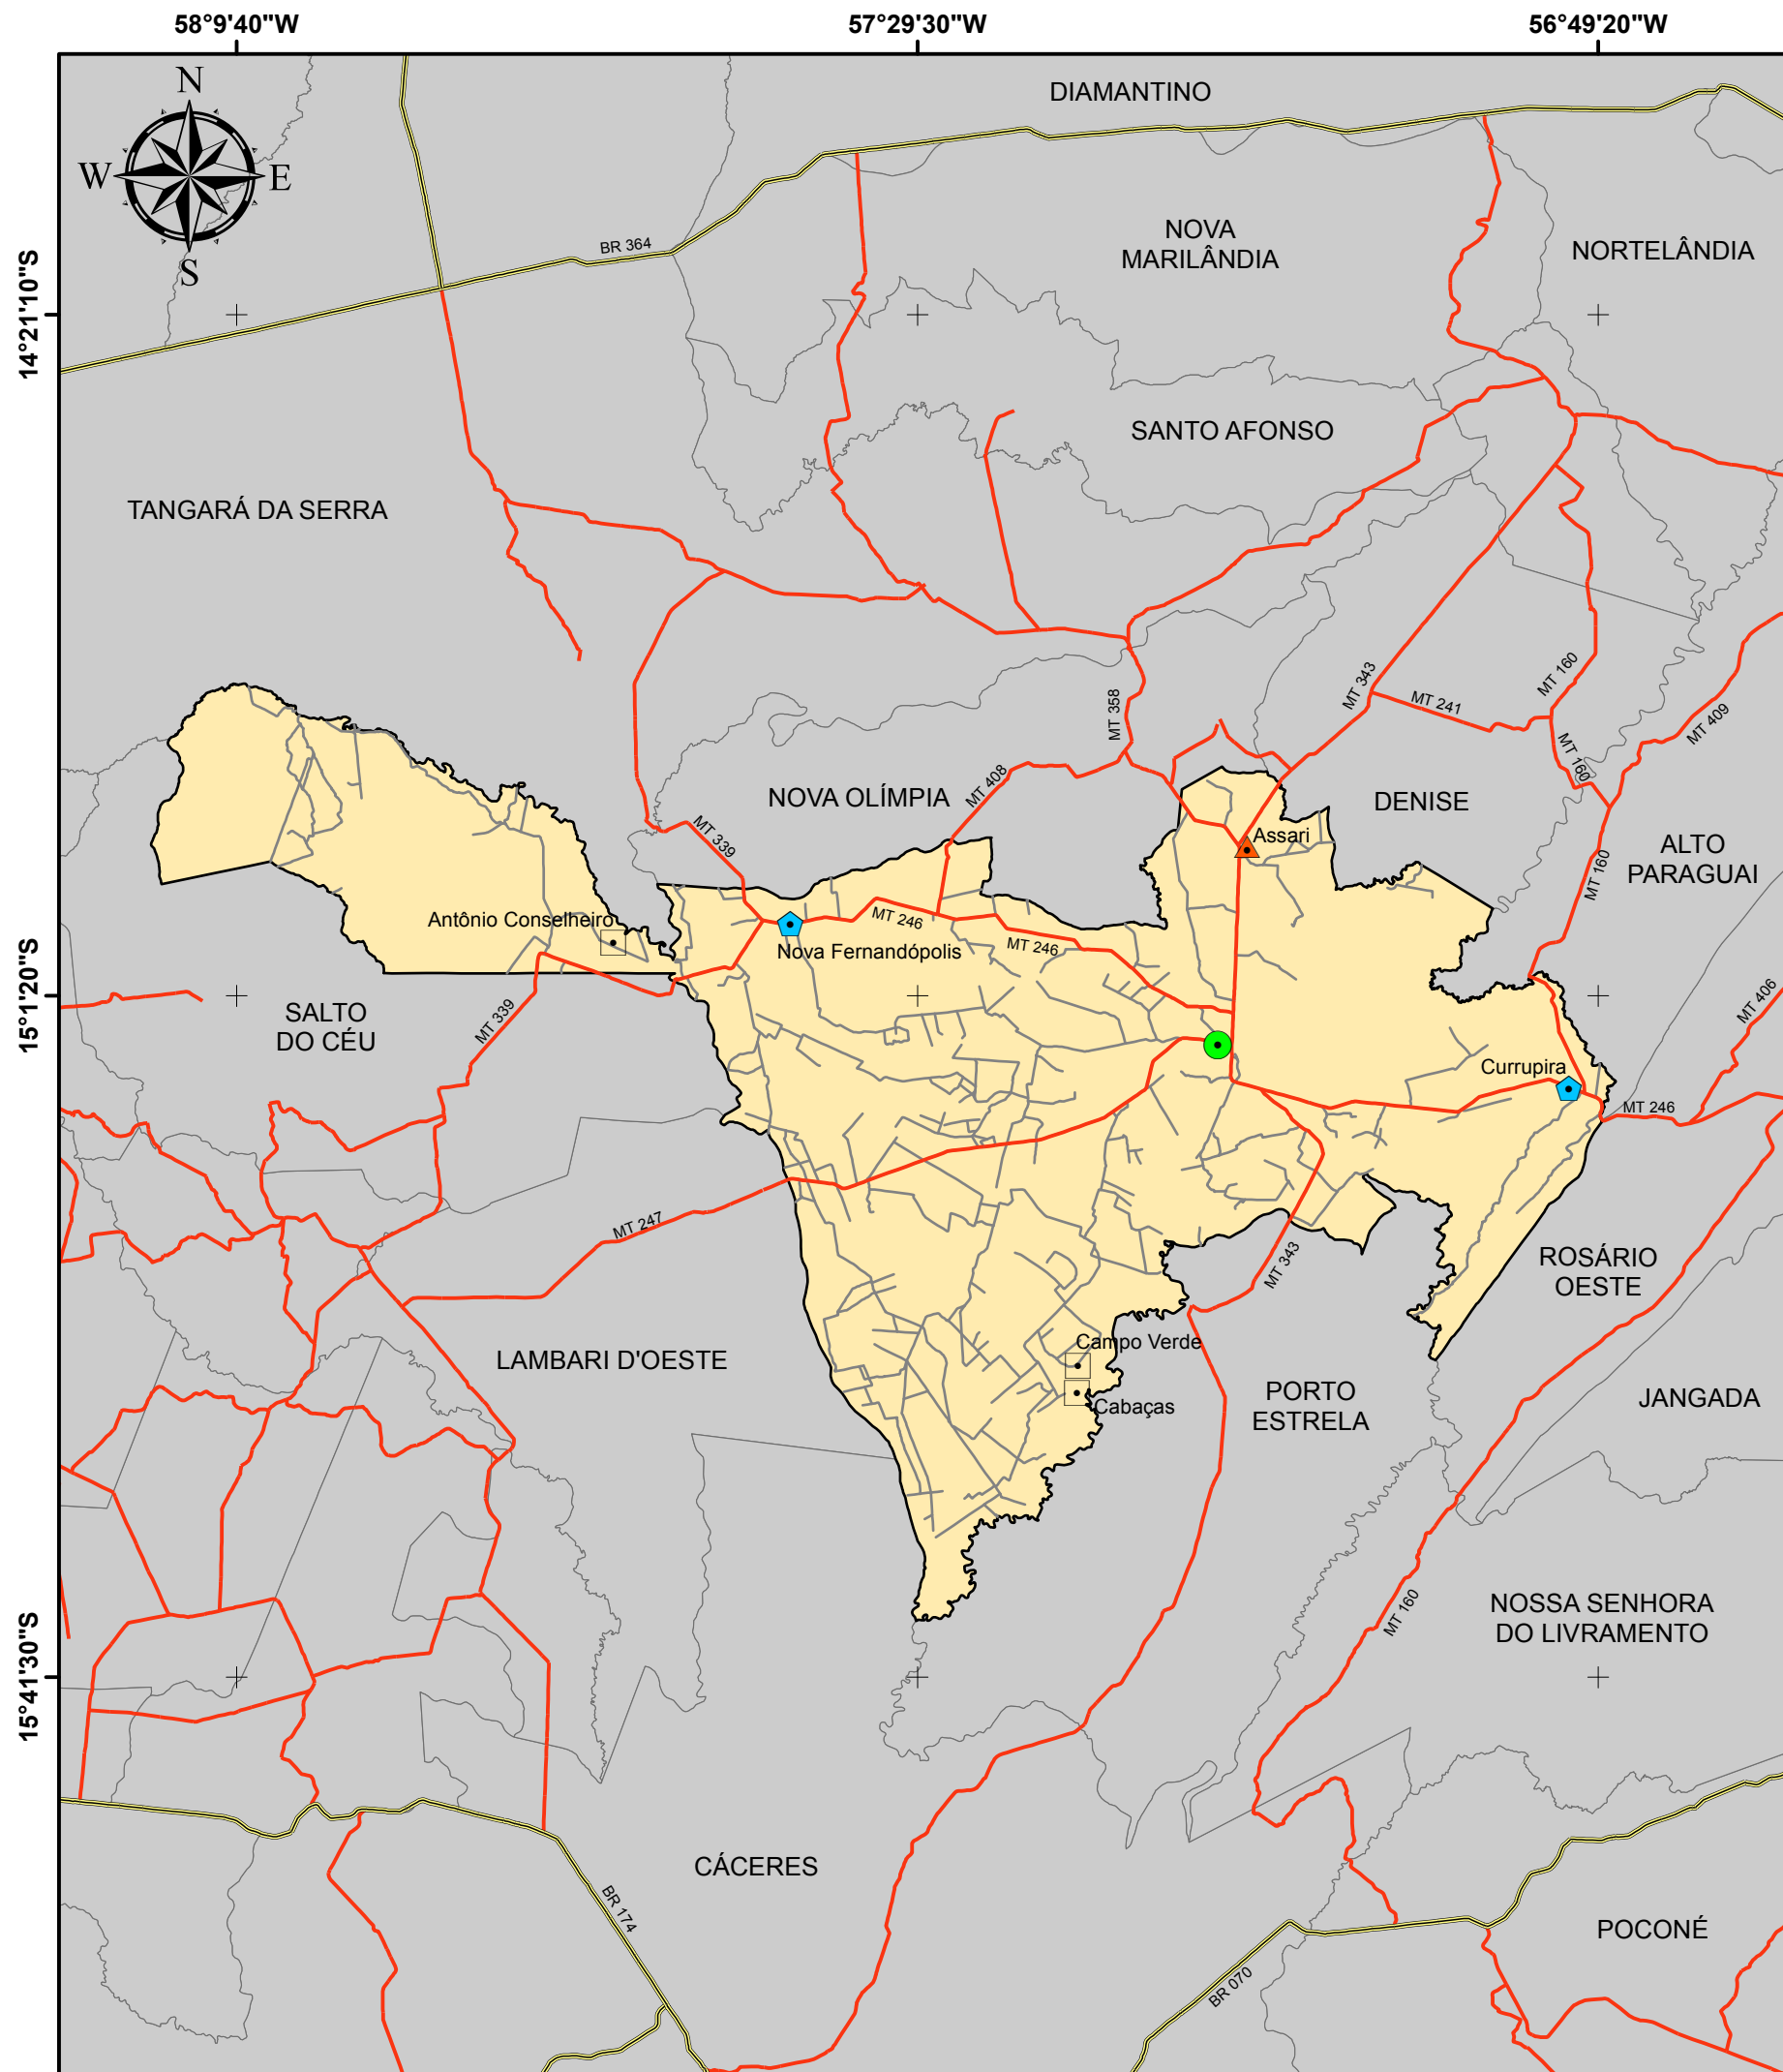 58°9'40"W
57°29'30"W
56°49'20"W
N
W
E
S
DIAMANTINO
BR 364
NOVA
MARILÂNDIA
NORTELÂNDIA
14°21'10"S
SANTO AFONSO
TANGARÁ DA SERRA
MT 358
MT 343
MT 160
MT 241
MT 409
MT 160
NOVA OLÍMPIA
MT 408
DENISE
MT 339
Assari
ALTO
PARAGUAI
MT 160
Antônio Conselheiro
MT 246
Nova Fernandópolis
MT 246
15°1'20"S
SALTO
DO CÉU
MT 339
MT 406
Currupira
MT 246
MT 247
MT 343
ROSÁRIO
OESTE
LAMBARI D'OESTE
Campo Verde
Cabaças
PORTO
ESTRELA
JANGADA
NOSSA SENHORA
DO LIVRAMENTO
MT 160
15°41'30"S
CÁCERES
BR 174
POCONÉ
BR 070